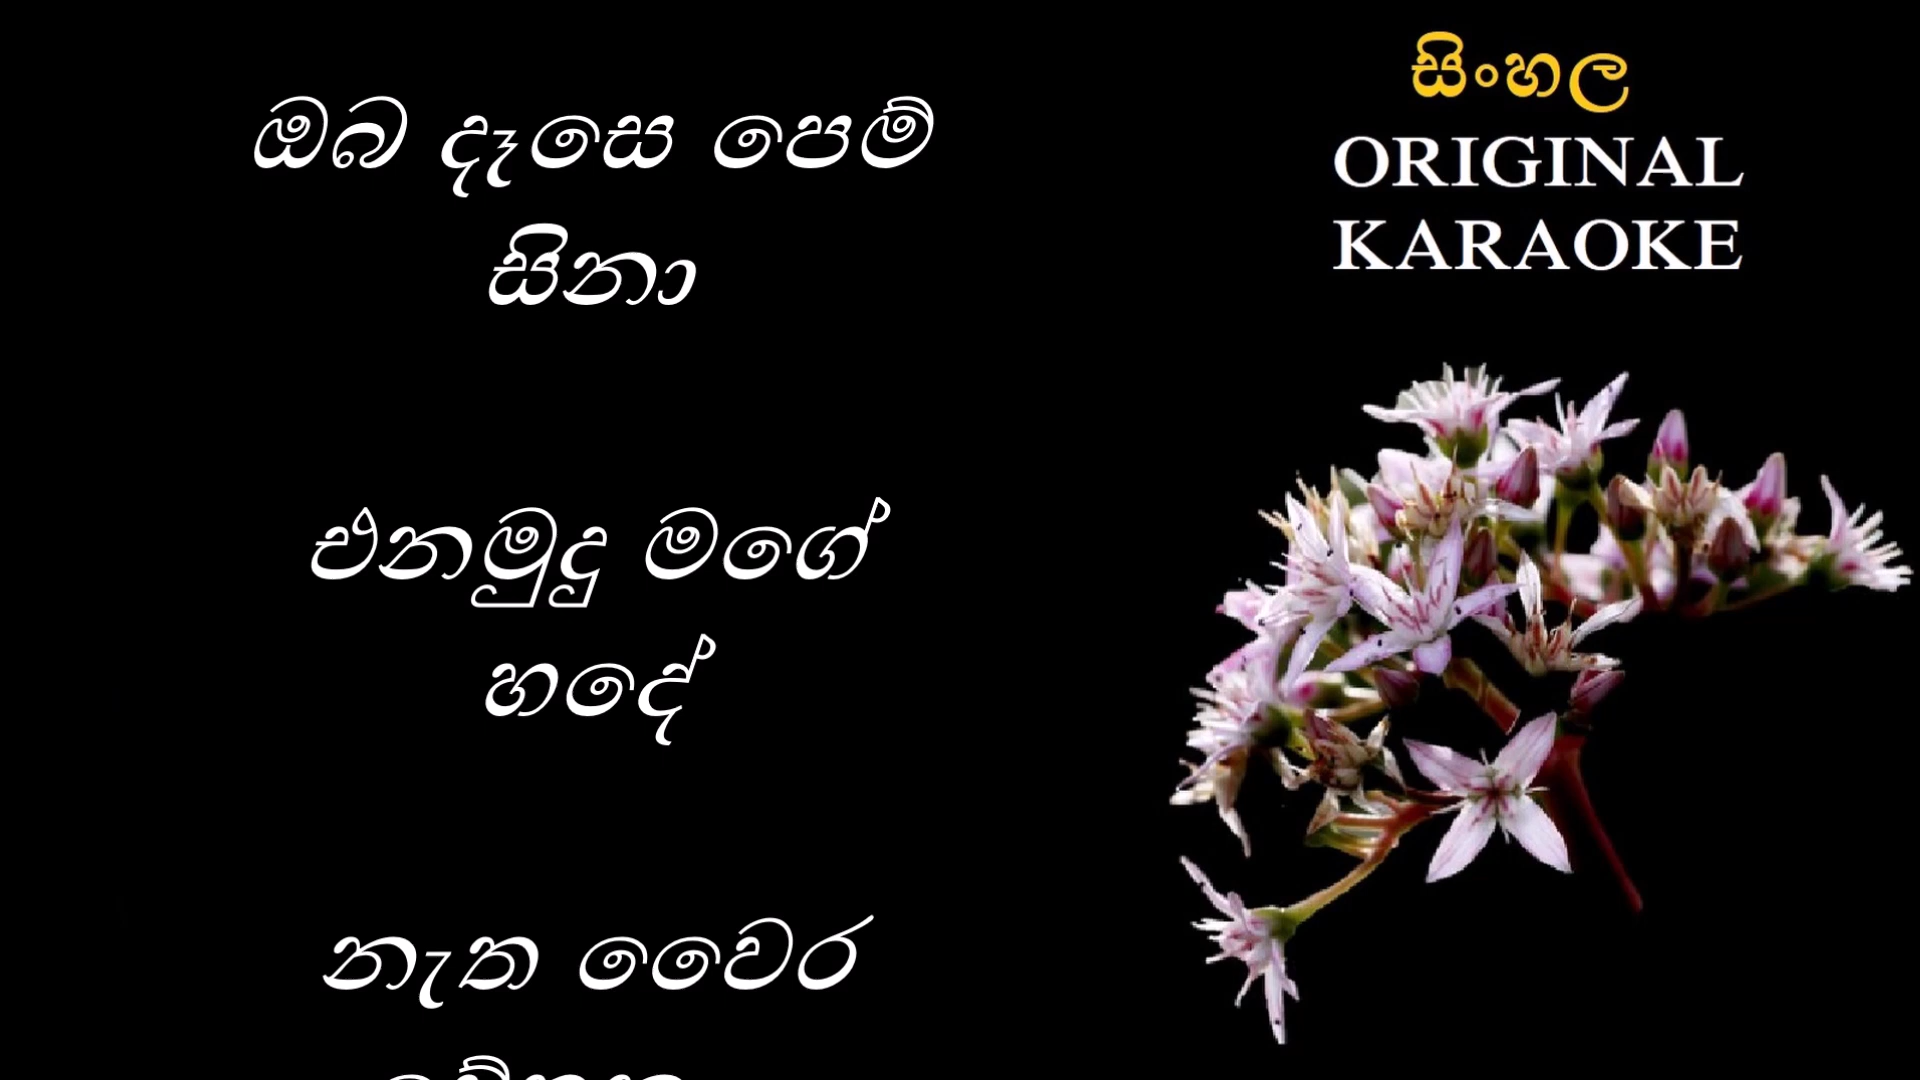 ඔබ දෑසෙ පෙම්
සිනා
එනමුදු මගේ
හදේ
නැත වෛර
සිංහල
ORIGINAL
KARAOKE